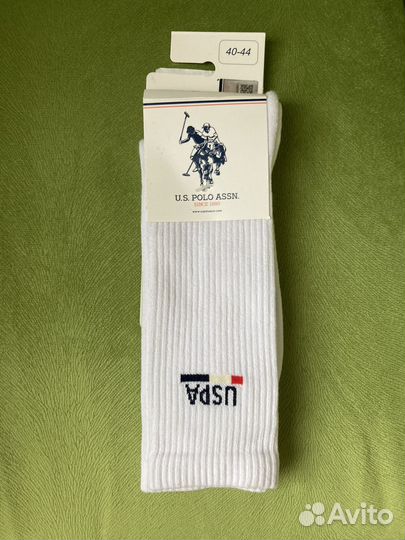 40-44
U.S. POLO ASSN.
SINCE 1890
USPA
Avito